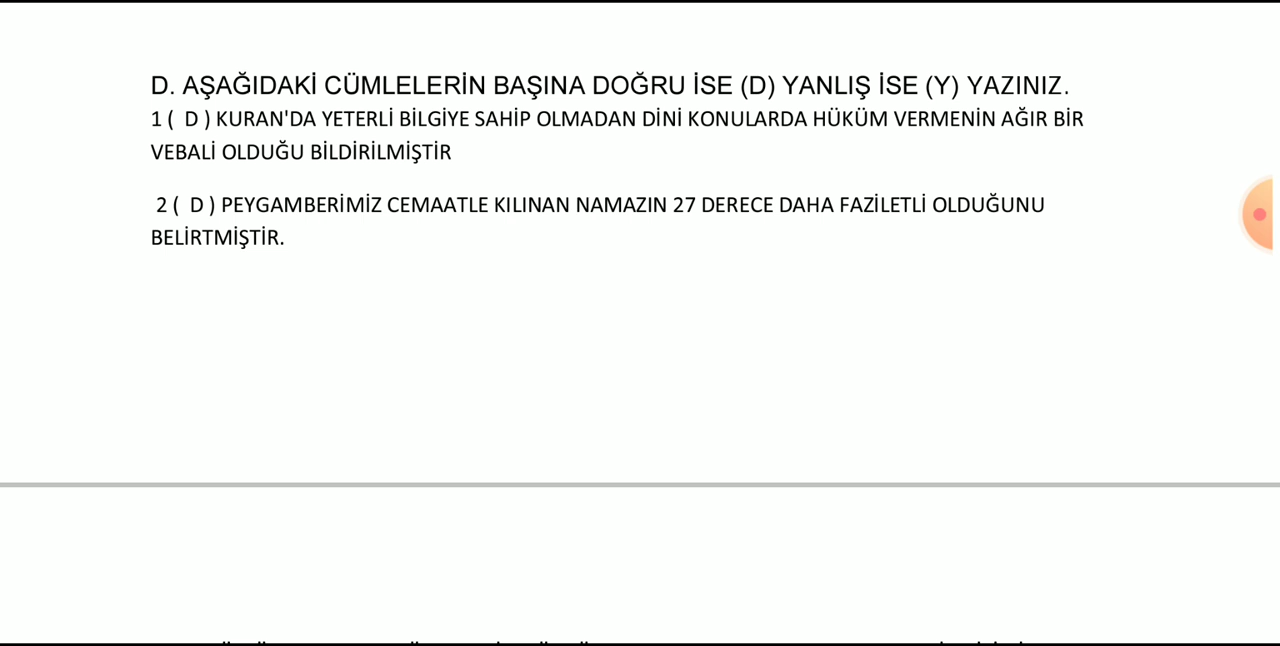 D. AŞAĞIDAKİ CÜMLELERİN BAŞINA DOĞRU İSE (D) YANLIŞ İSE (Y) YAZINIZ.
1 ( D ) KURAN'DA YETERLİ BİLGİYE SAHİP OLMADAN DİNİ KONULARDA HÜKÜM VERMENİN AĞIR BİR
VEBALİ OLDUĞU BİLDİRİLMİŞTİR
2 ( D ) PEYGAMBERİMİZ CEMAATLE KILINAN NAMAZIN 27 DERECE DAHA FAZİLETLİ OLDUĞUNU
BELİRTMİŞTİR.